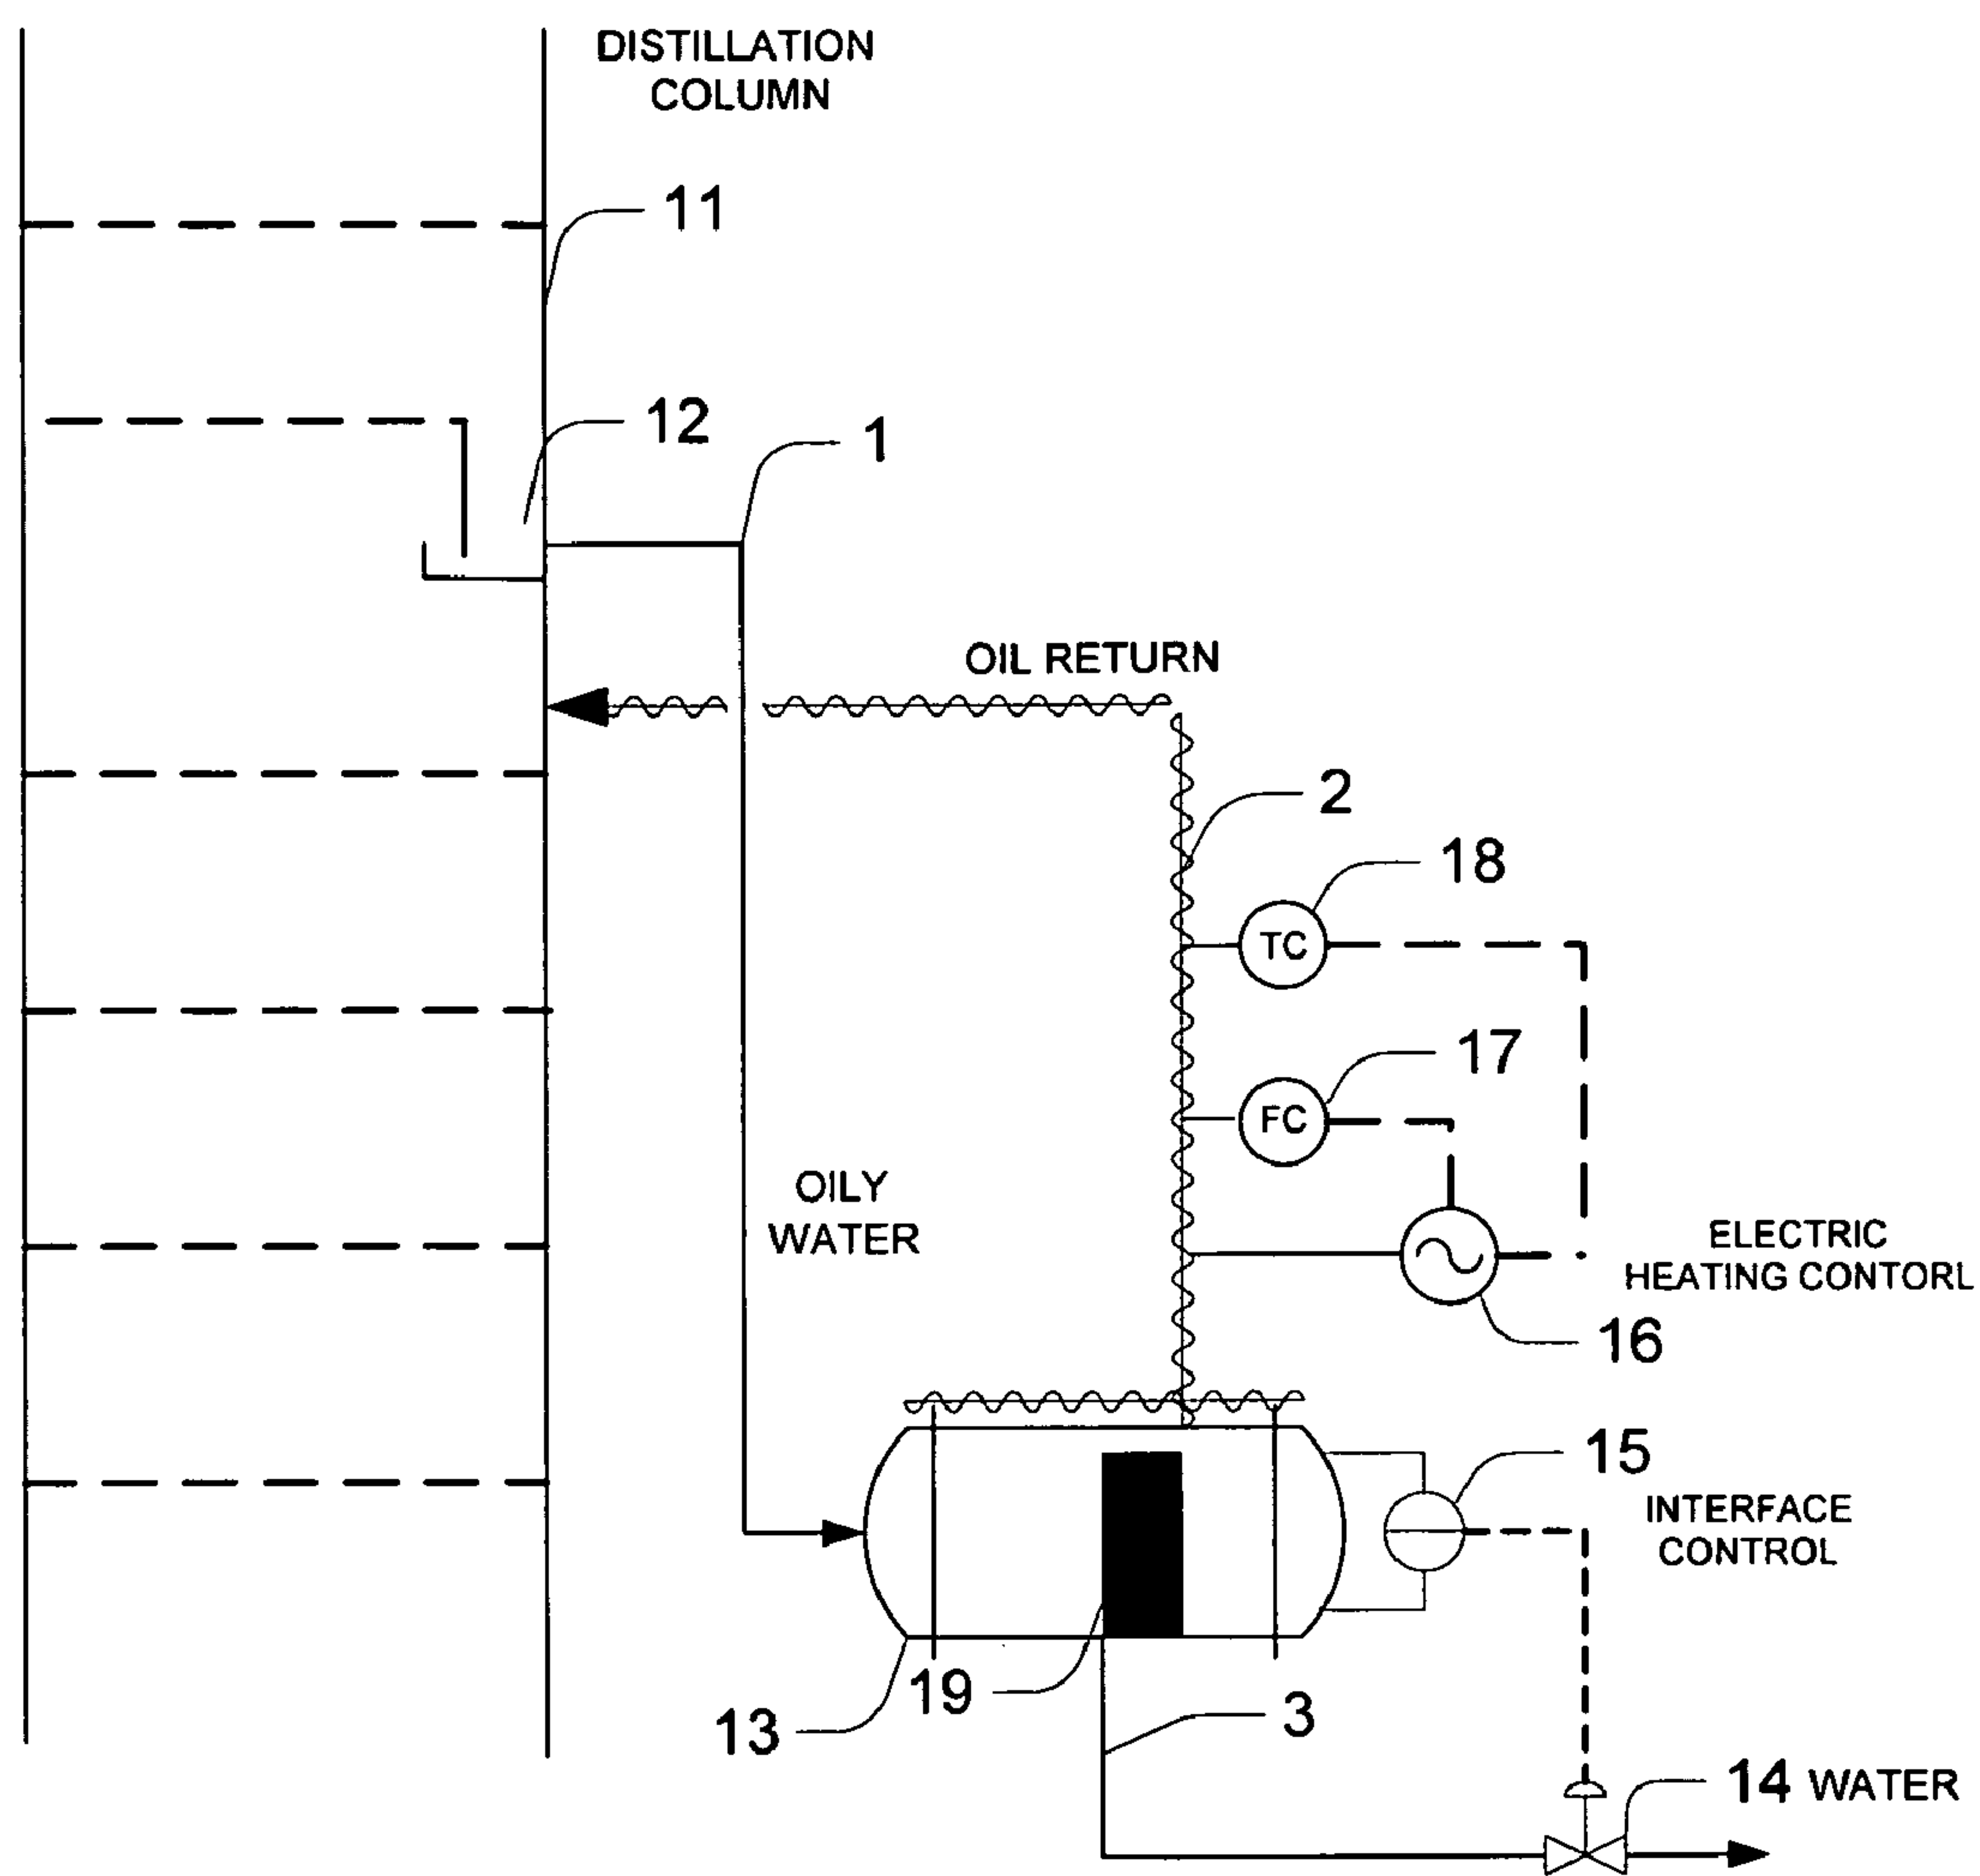 DISTILLATION
COLUMN
11
12
1
OIL RETURN
2
18
TC
17
FC
OILY
WATER
ELECTRIC
HEATING CONTORL
16
15
INTERFACE
CONTROL
19
13
3
14 WATER